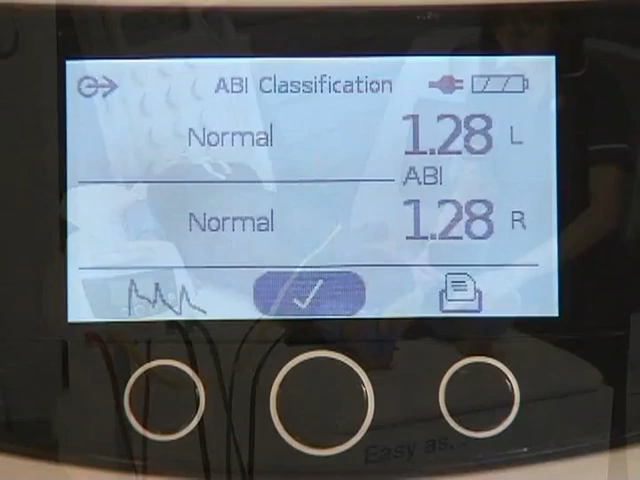 ABI Classification
Normal 1.28 L
ABI
Normal 1.28 R
Easy as...